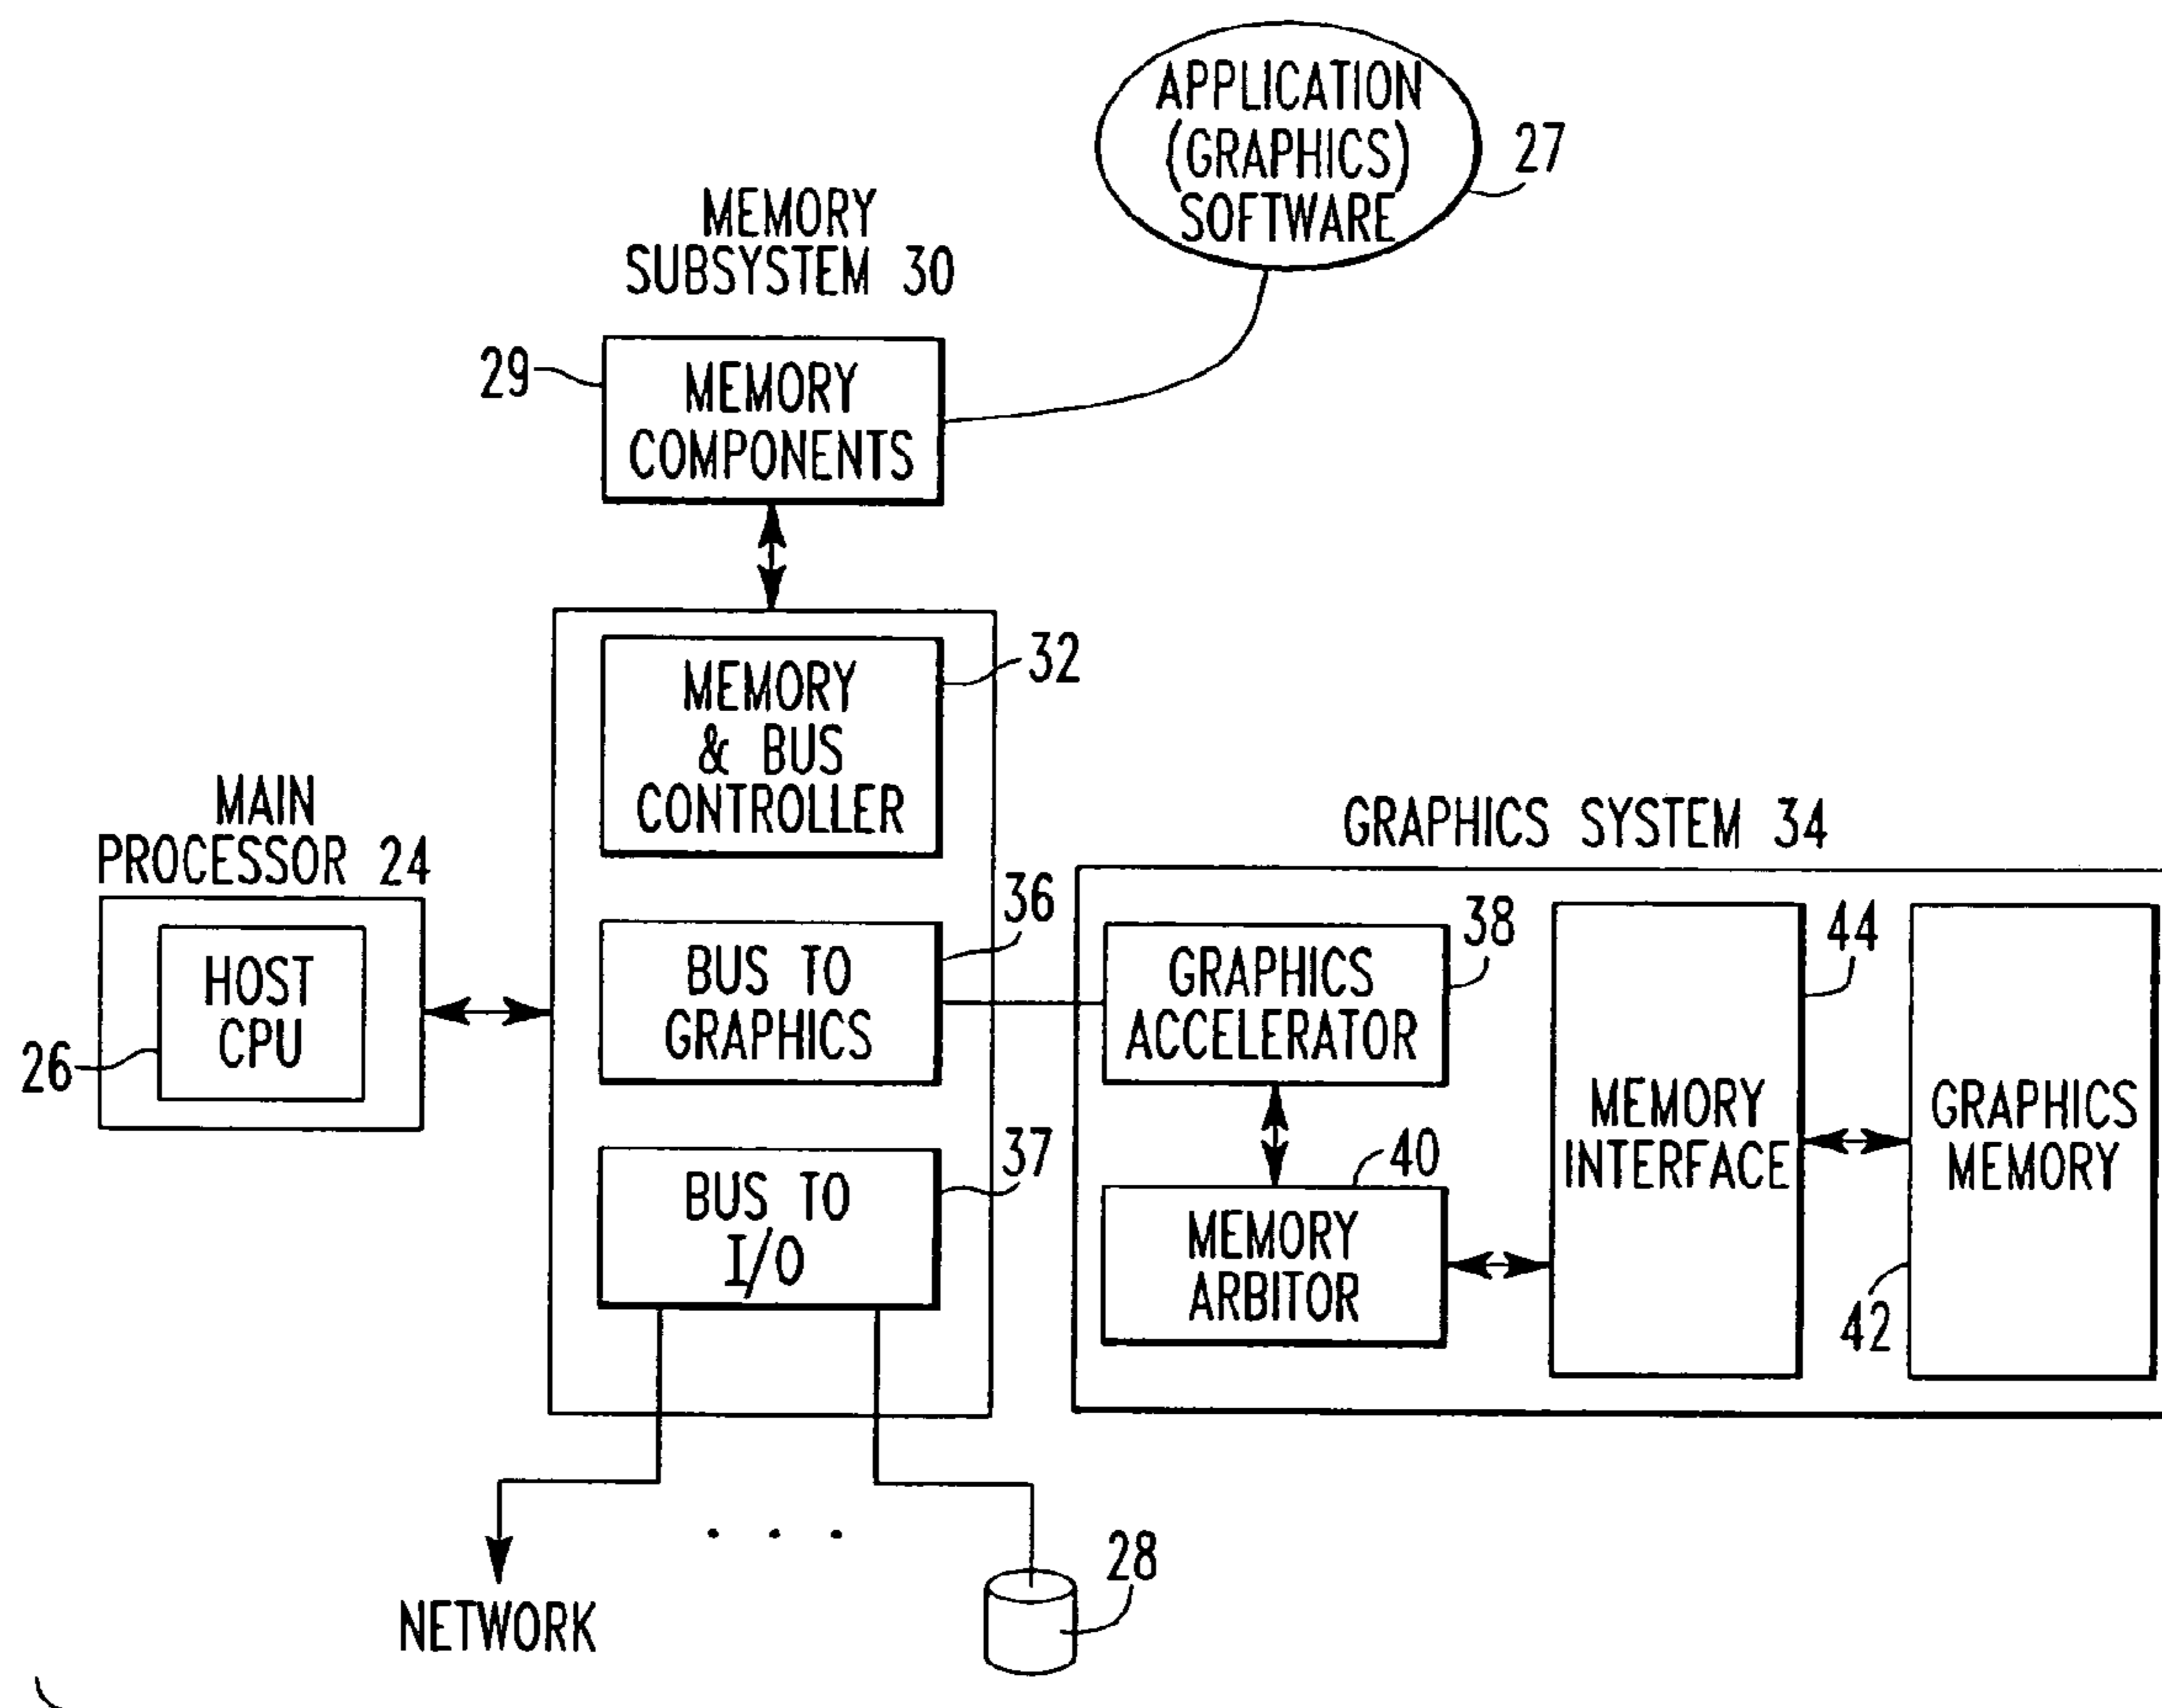 APPLICATION
(GRAPHICS)
SOFTWARE
27
MEMORY
SUBSYSTEM 30
29
MEMORY
COMPONENTS
32
MEMORY
& BUS
CONTROLLER
MAIN
PROCESSOR 24
HOST
CPU
26
36
BUS TO
GRAPHICS
37
BUS TO
I/O
GRAPHICS SYSTEM 34
38
GRAPHICS
ACCELERATOR
40
MEMORY
ARBITOR
44
MEMORY
INTERFACE
GRAPHICS
MEMORY
42
NETWORK
. . .
28